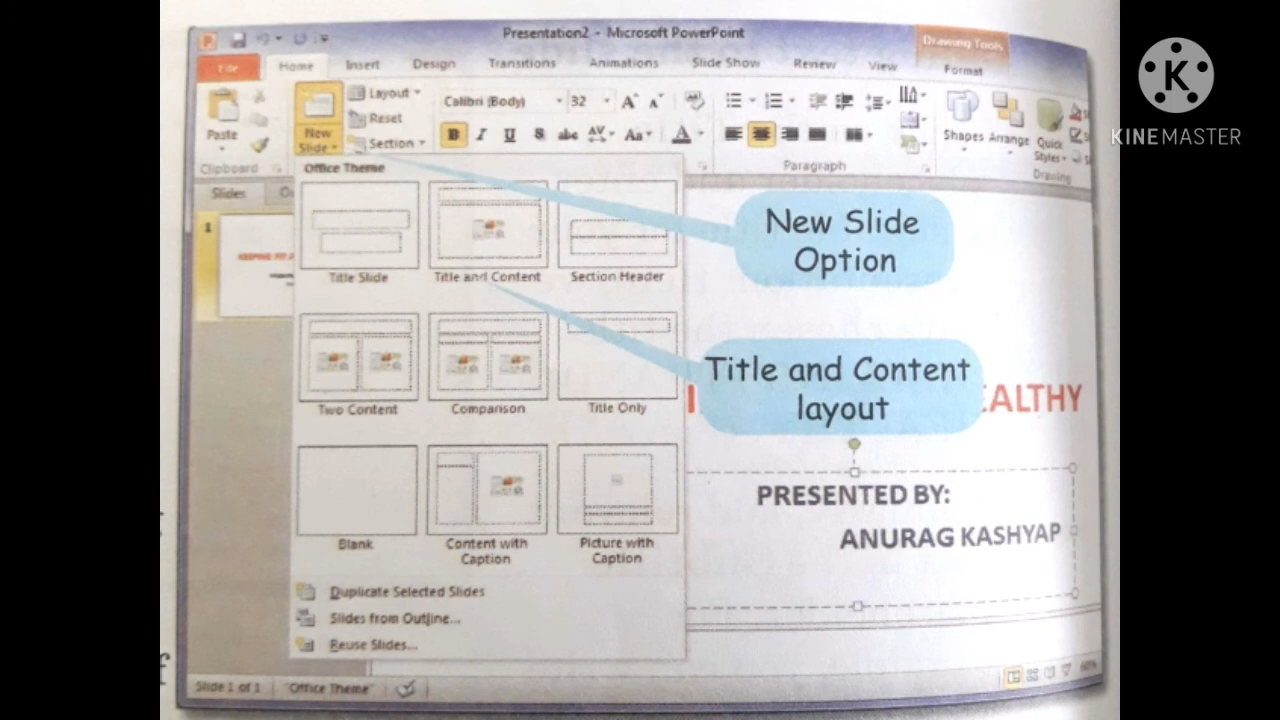 Presentation2 - Microsoft PowerPoint
Drawing Tools
File Home Insert Design Transitions Animations Slide Show Review View Format
K
KINEMASTER
Paste
New
Slide
Layout
Reset
Section
Calibri (Body) 32
B I U S abc AV Aa A
Shapes Arrange Quick
Styles
Clipboard
Paragraph
Drawing
Slides
Office Theme
1
Title Slide Title and Content Section Header
New Slide
Option
Two Content Comparison Title Only
Title and Content
layout
EALTHY
Blank Content with
Caption
Picture with
Caption
PRESENTED BY:
ANURAG KASHYAP
Duplicate Selected Slides
Slides from Outline...
Reuse Slides...
Slide 1 of 1 "Office Theme"